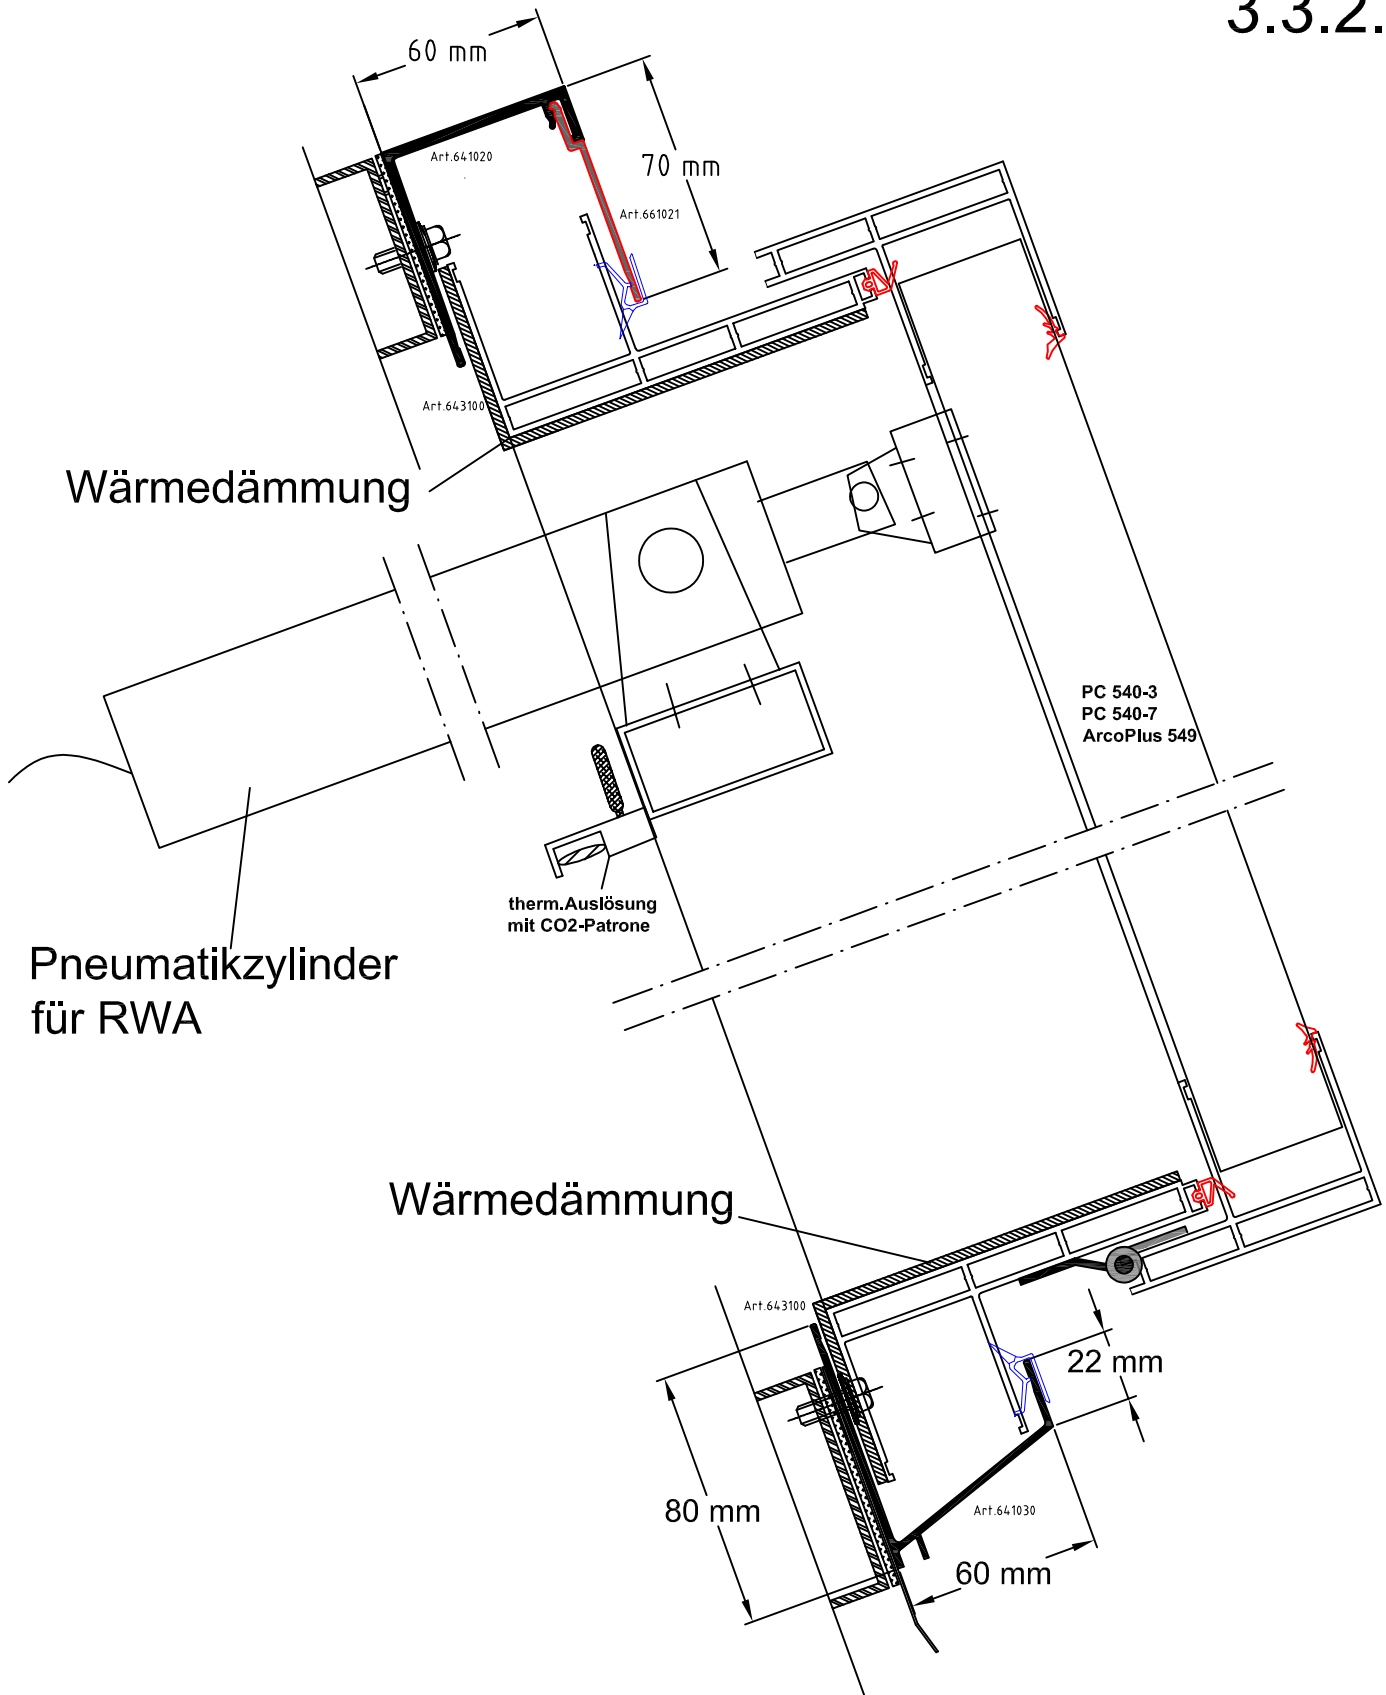 3.3.2.
60 mm
Art.641020
70 mm
Art.661021
Art.643100
Wärmedämmung
PC 540-3
PC 540-7
ArcoPlus 549
therm.Auslösung
mit CO2-Patrone
Pneumatikzylinder
für RWA
Wärmedämmung
Art.643100
22 mm
80 mm
Art.641030
60 mm